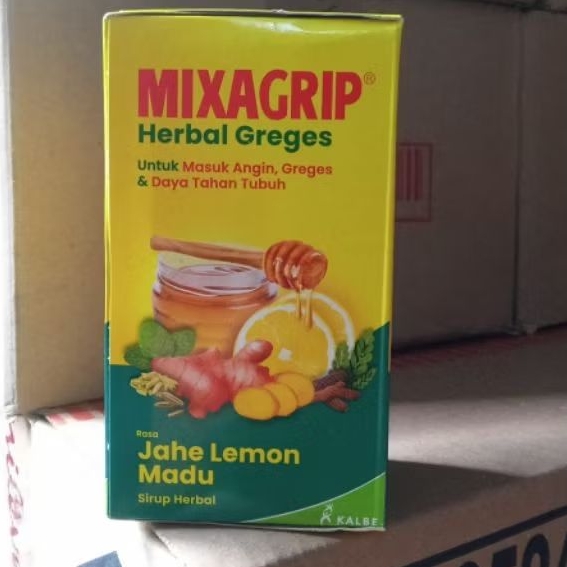 MIXAGRIP®
Herbal Greges
Untuk Masuk Angin, Greges
& Daya Tahan Tubuh
Rasa
Jahe Lemon
Madu
Sirup Herbal
KALBE